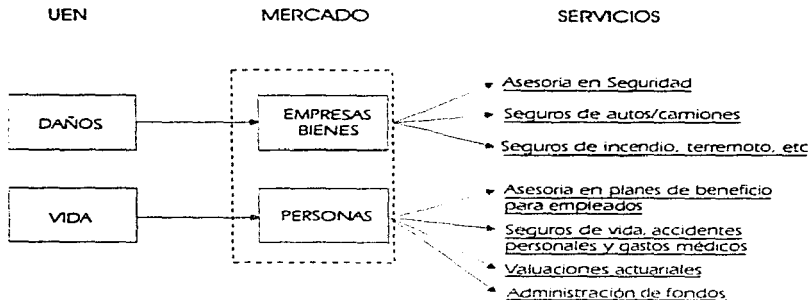 UEN MERCADO SERVICIOS
DAÑOS
EMPRESAS
BIENES
Asesoria en Seguridad
Seguros de autos/camiones
Seguros de incendio, terremoto, etc
VIDA
PERSONAS
Asesoria en planes de beneficio
para empleados
Seguros de vida, accidentes
personales y gastos médicos
Valuaciones actuariales
Administración de fondos